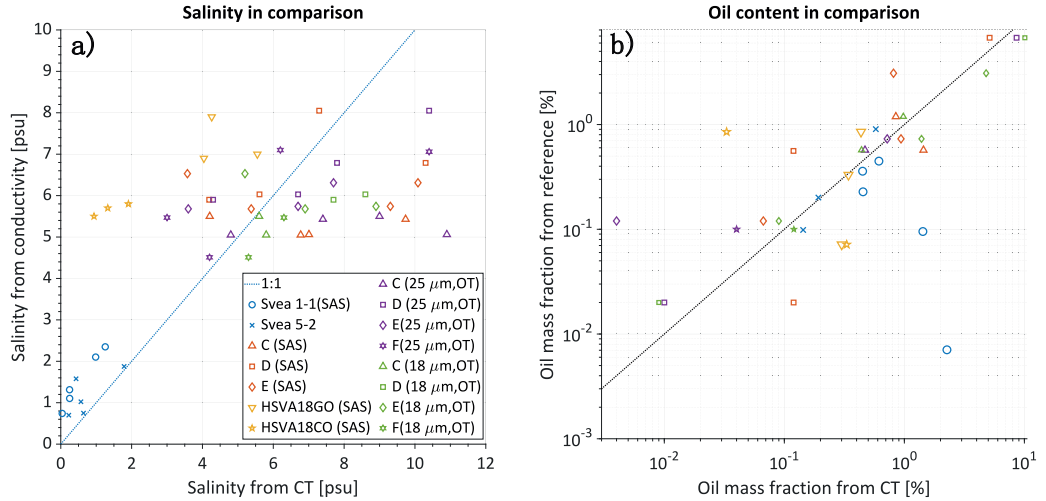 Salinity in comparison
a)
Salinity from conductivity [psu]
10
9
8
7
6
5
4
3
2
1
0
0 2 4 6 8 10 12
Salinity from CT [psu]
1:1
Svea 1-1(SAS)
Svea 5-2
C (SAS)
D (SAS)
E (SAS)
HSVA18GO (SAS)
HSVA18CO (SAS)
C (25 μm,OT)
D (25 μm,OT)
E(25 μm,OT)
F(25 μm,OT)
C (18 μm,OT)
D (18 μm,OT)
E(18 μm,OT)
F(18 μm,OT)
Oil content in comparison
b)
Oil mass fraction from reference [%]
10⁰
10⁻¹
10⁻²
10⁻³
10⁻² 10⁻¹ 10⁰ 10¹
Oil mass fraction from CT [%]